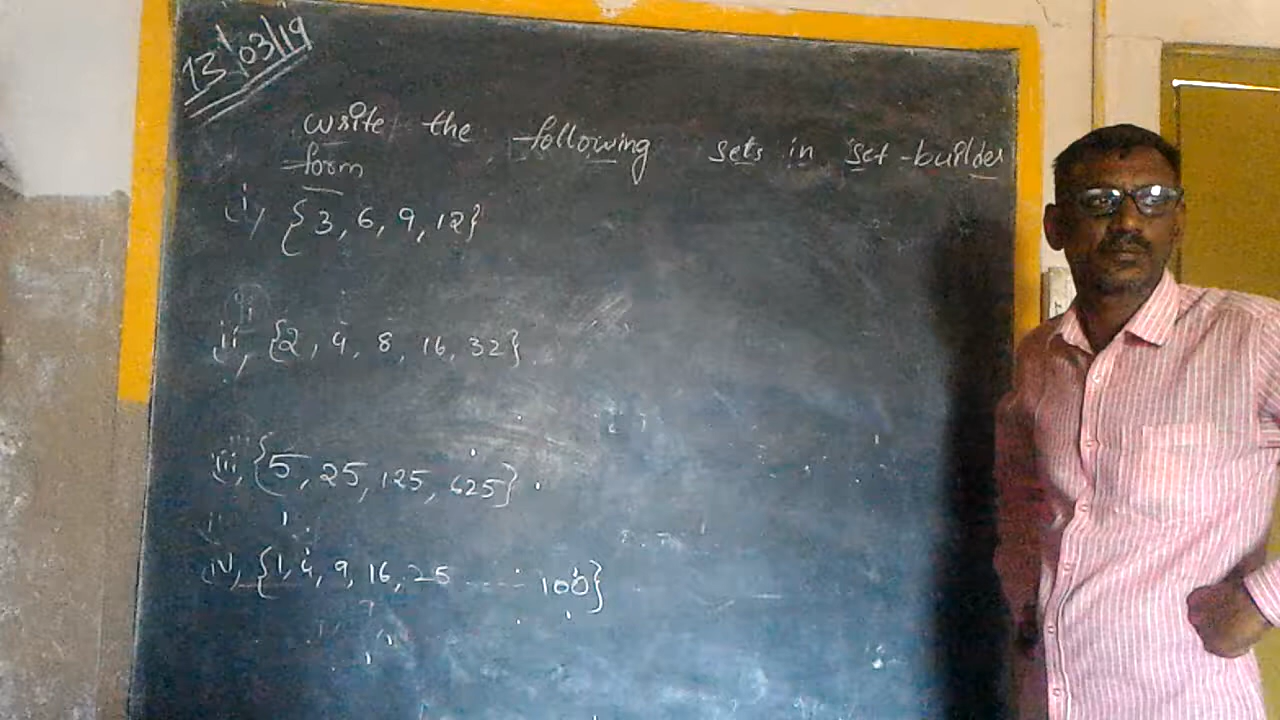 13/03/19
write the following sets in set-builder
form
i, {3, 6, 9, 12}
ii, {2, 4, 8, 16, 32}
iii, {5, 25, 125, 625}.
iv, {1, 4, 9, 16, 25 ------ 100}